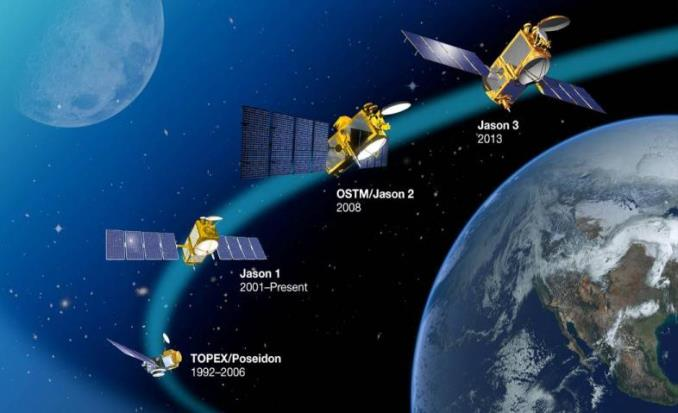 Jason 3
2013
OSTM/Jason 2
2008
Jason 1
2001–Present
TOPEX/Poseidon
1992–2006